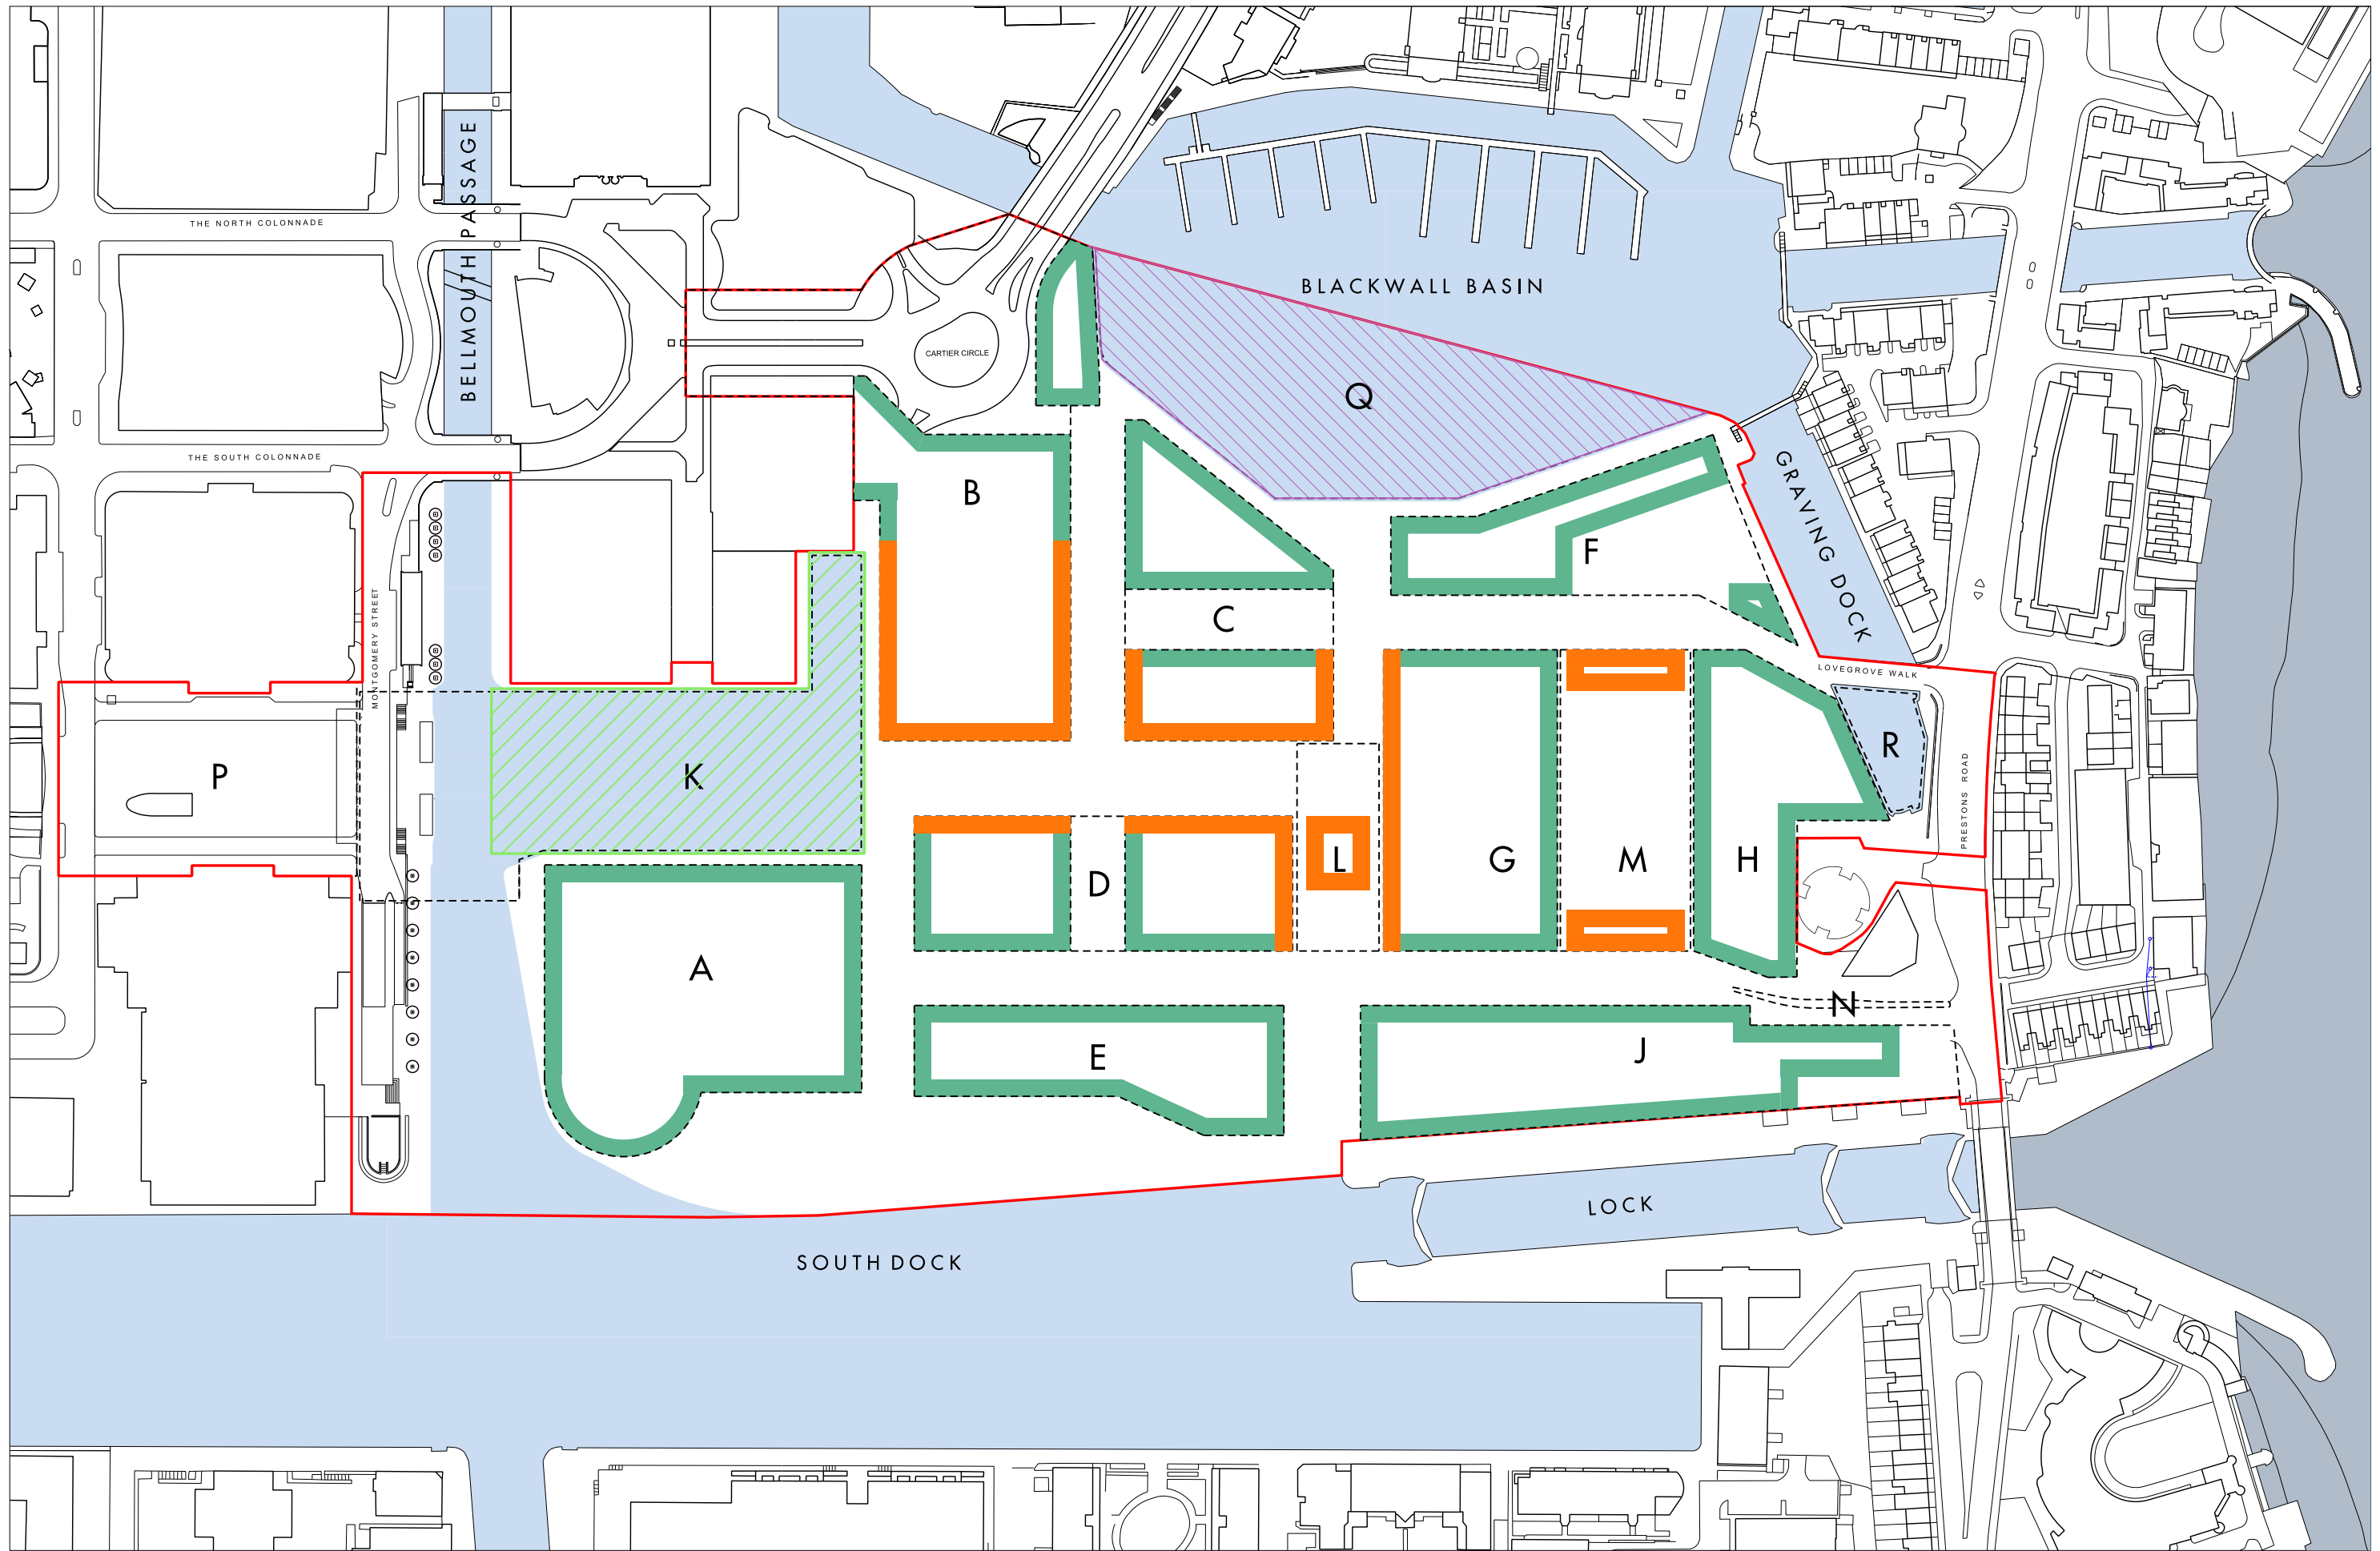 BELLMOUTH PASSAGE
THE NORTH COLONNADE
BLACKWALL BASIN
CARTIER CIRCLE
Q
THE SOUTH COLONNADE
B
GRAVING DOCK
F
C
MONTGOMERY STREET
LOVEGROVE WALK
R
P
K
PRESTONS ROAD
L
G
M
H
D
A
N
E
J
LOCK
SOUTH DOCK